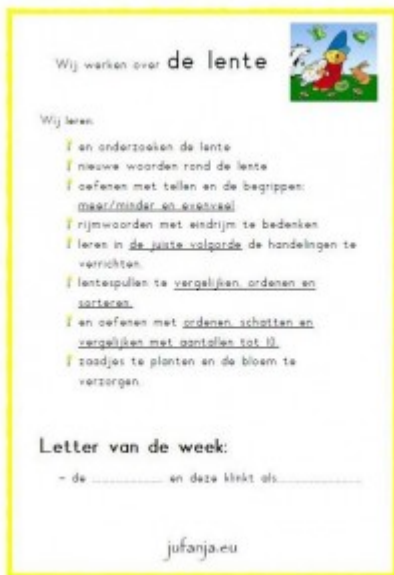 Wij werken over de lente
Wij leren:
en onderzoeken de lente
nieuwe woorden rond de lente
oefenen met tellen en de begrippen:
meer/minder en evenveel
rijmwoorden met eindrijm te bedenken
leren in de juiste volgorde de handelingen te
verrichten.
lentespullen te vergelijken, ordenen en
sorteren.
en oefenen met ordenen, schatten en
vergelijken met aantallen tot 10.
zaadjes te planten en de bloem te
verzorgen.
Letter van de week:
- de ................... en deze klinkt als.......................
jufanja.eu